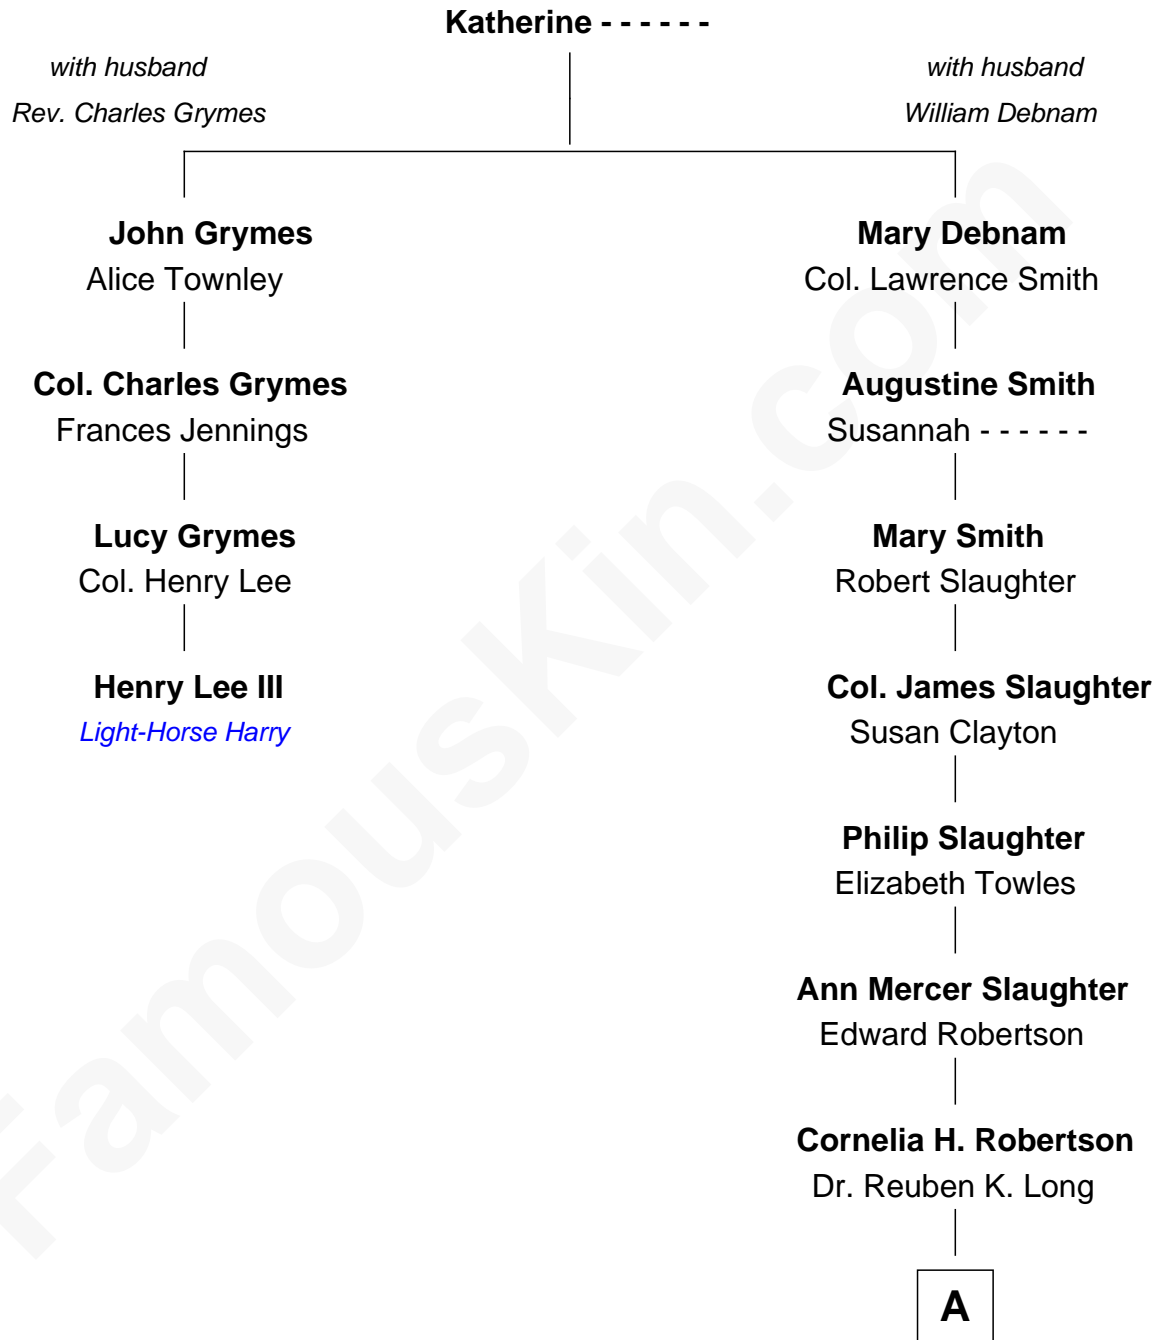 Katherine - - - - - -
with husband
Rev. Charles Grymes
with husband
William Debnam
John Grymes
Alice Townley
Mary Debnam
Col. Lawrence Smith
Col. Charles Grymes
Frances Jennings
Augustine Smith
Susannah - - - - - -
Lucy Grymes
Col. Henry Lee
Mary Smith
Robert Slaughter
Henry Lee III
Light-Horse Harry
Col. James Slaughter
Susan Clayton
Philip Slaughter
Elizabeth Towles
Ann Mercer Slaughter
Edward Robertson
Cornelia H. Robertson
Dr. Reuben K. Long
A
FamousKin.com